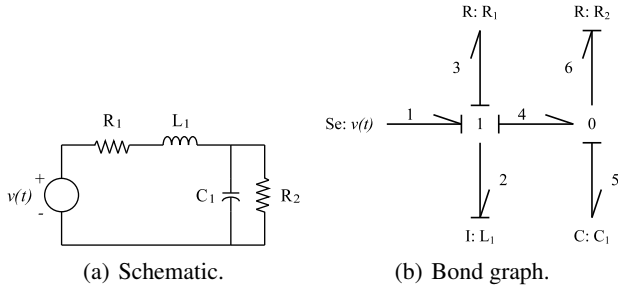 R: R1
R: R2
3
6
R1
L1
Se: v(t)
1
1
4
0
+
v(t)
-
C1
R2
2
5
I: L1
C: C1
(a) Schematic.
(b) Bond graph.